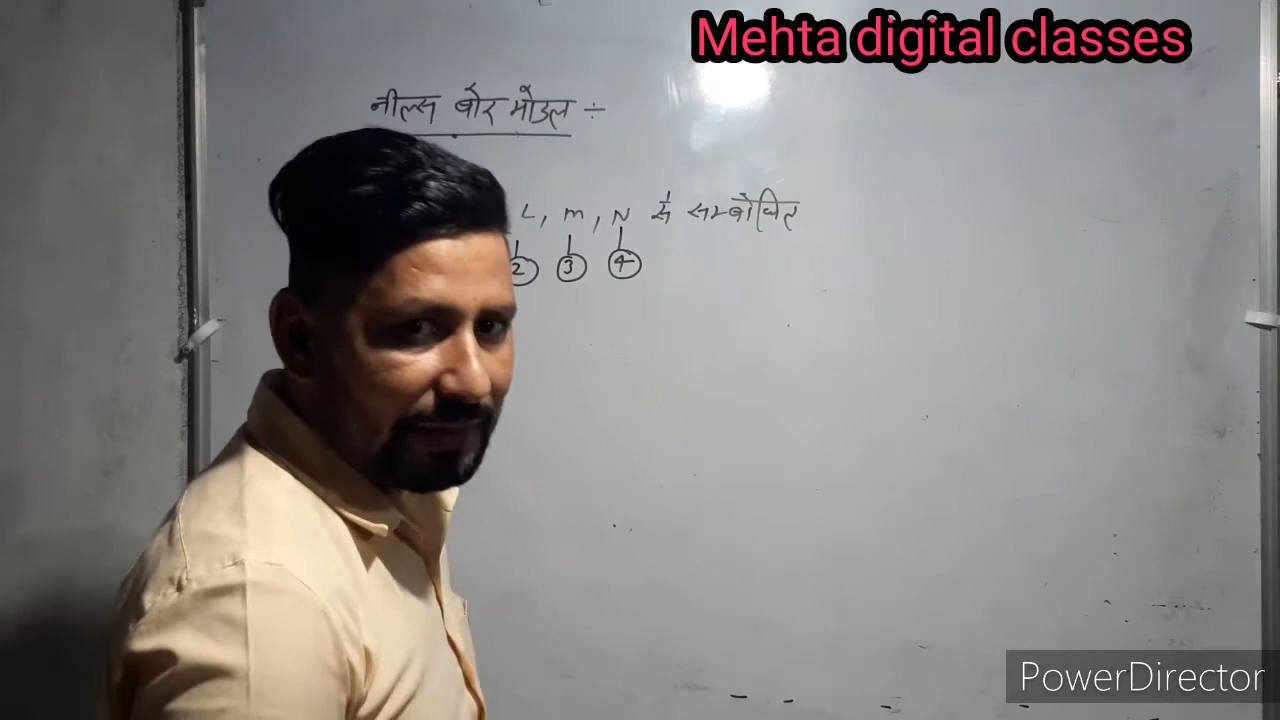 Mehta digital classes
नील्स बोर मॉडल ÷
L, m, N से सम्बोधित
2 3 4
PowerDirector